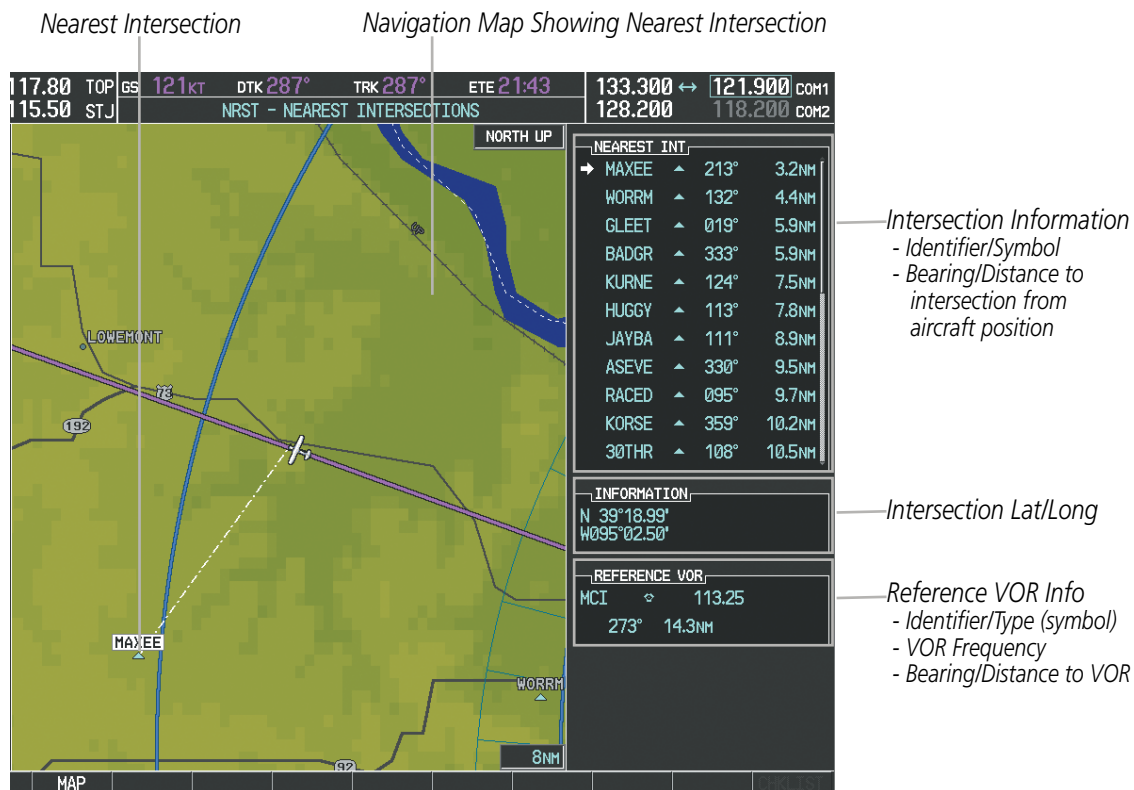 Nearest Intersection
Navigation Map Showing Nearest Intersection
117.80 TOP GS 121KT DTK 287° TRK 287° ETE 21:43 133.300 ↔ 121.900 COM1
115.50 STJ NRST - NEAREST INTERSECTIONS 128.200 118.200 COM2
NORTH UP
LOWEMONT
73
192
MAXEE
WORRM
92
8NM
NEAREST INT
MAXEE 213° 3.2NM
WORRM 132° 4.4NM
GLEET 019° 5.9NM
BADGR 333° 5.9NM
KURNE 124° 7.5NM
HUGGY 113° 7.8NM
JAYBA 111° 8.9NM
ASEVE 330° 9.5NM
RACED 095° 9.7NM
KORSE 359° 10.2NM
30THR 108° 10.5NM
INFORMATION
N 39°18.99'
W095°02.50'
REFERENCE VOR
MCI 113.25
273° 14.3NM
MAP
CHKLIST
Intersection Information
- Identifier/Symbol
- Bearing/Distance to
intersection from
aircraft position
Intersection Lat/Long
Reference VOR Info
- Identifier/Type (symbol)
- VOR Frequency
- Bearing/Distance to VOR